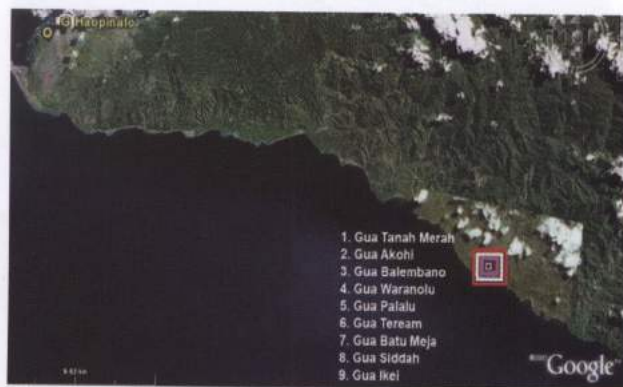 G Hatipinalo
1. Gua Tanah Merah
2. Gua Akohi
3. Gua Balembano
4. Gua Waranolu
5. Gua Palalu
6. Gua Teream
7. Gua Batu Meja
8. Gua Siddah
9. Gua Ikei
Google